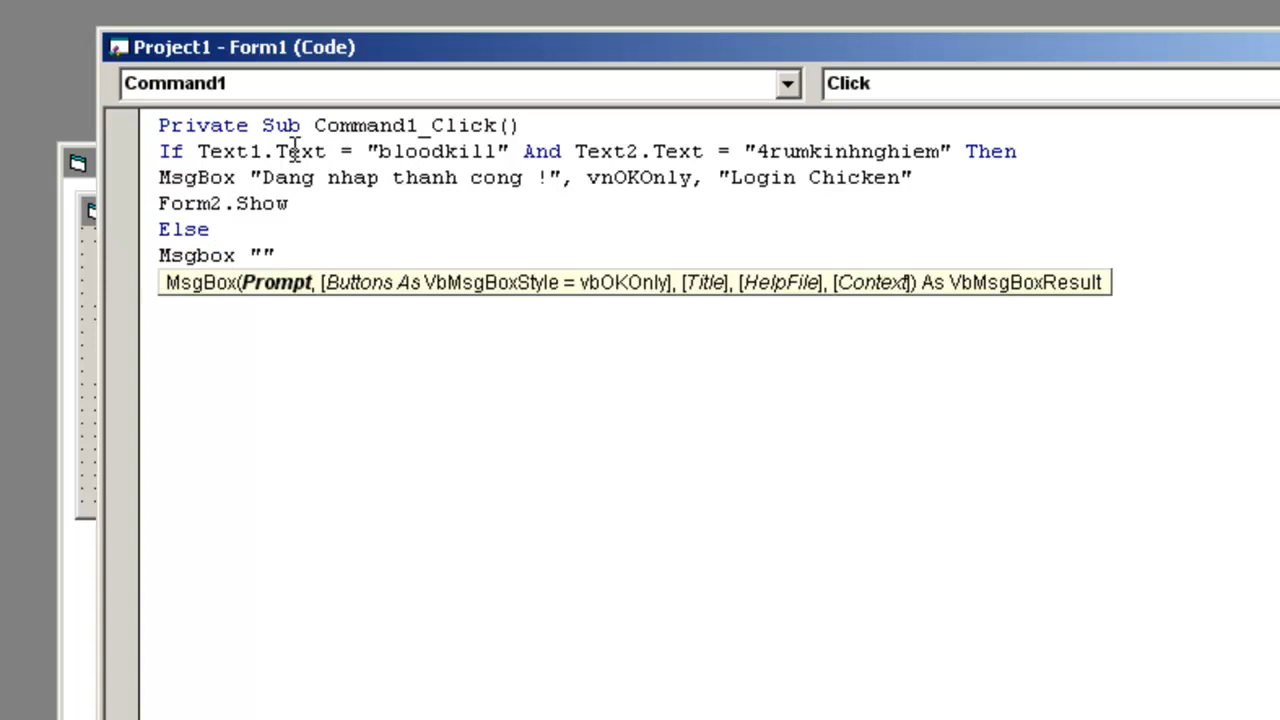 Project1 - Form1 (Code)
Command1 Click
Private Sub Command1_Click()
If Text1.Text = "bloodkill" And Text2.Text = "4rumkinhnghiem" Then
MsgBox "Dang nhap thanh cong !", vnOKOnly, "Login Chicken"
Form2.Show
Else
Msgbox ""
MsgBox(Prompt, [Buttons As VbMsgBoxStyle = vbOKOnly], [Title], [HelpFile], [Context]) As VbMsgBoxResult